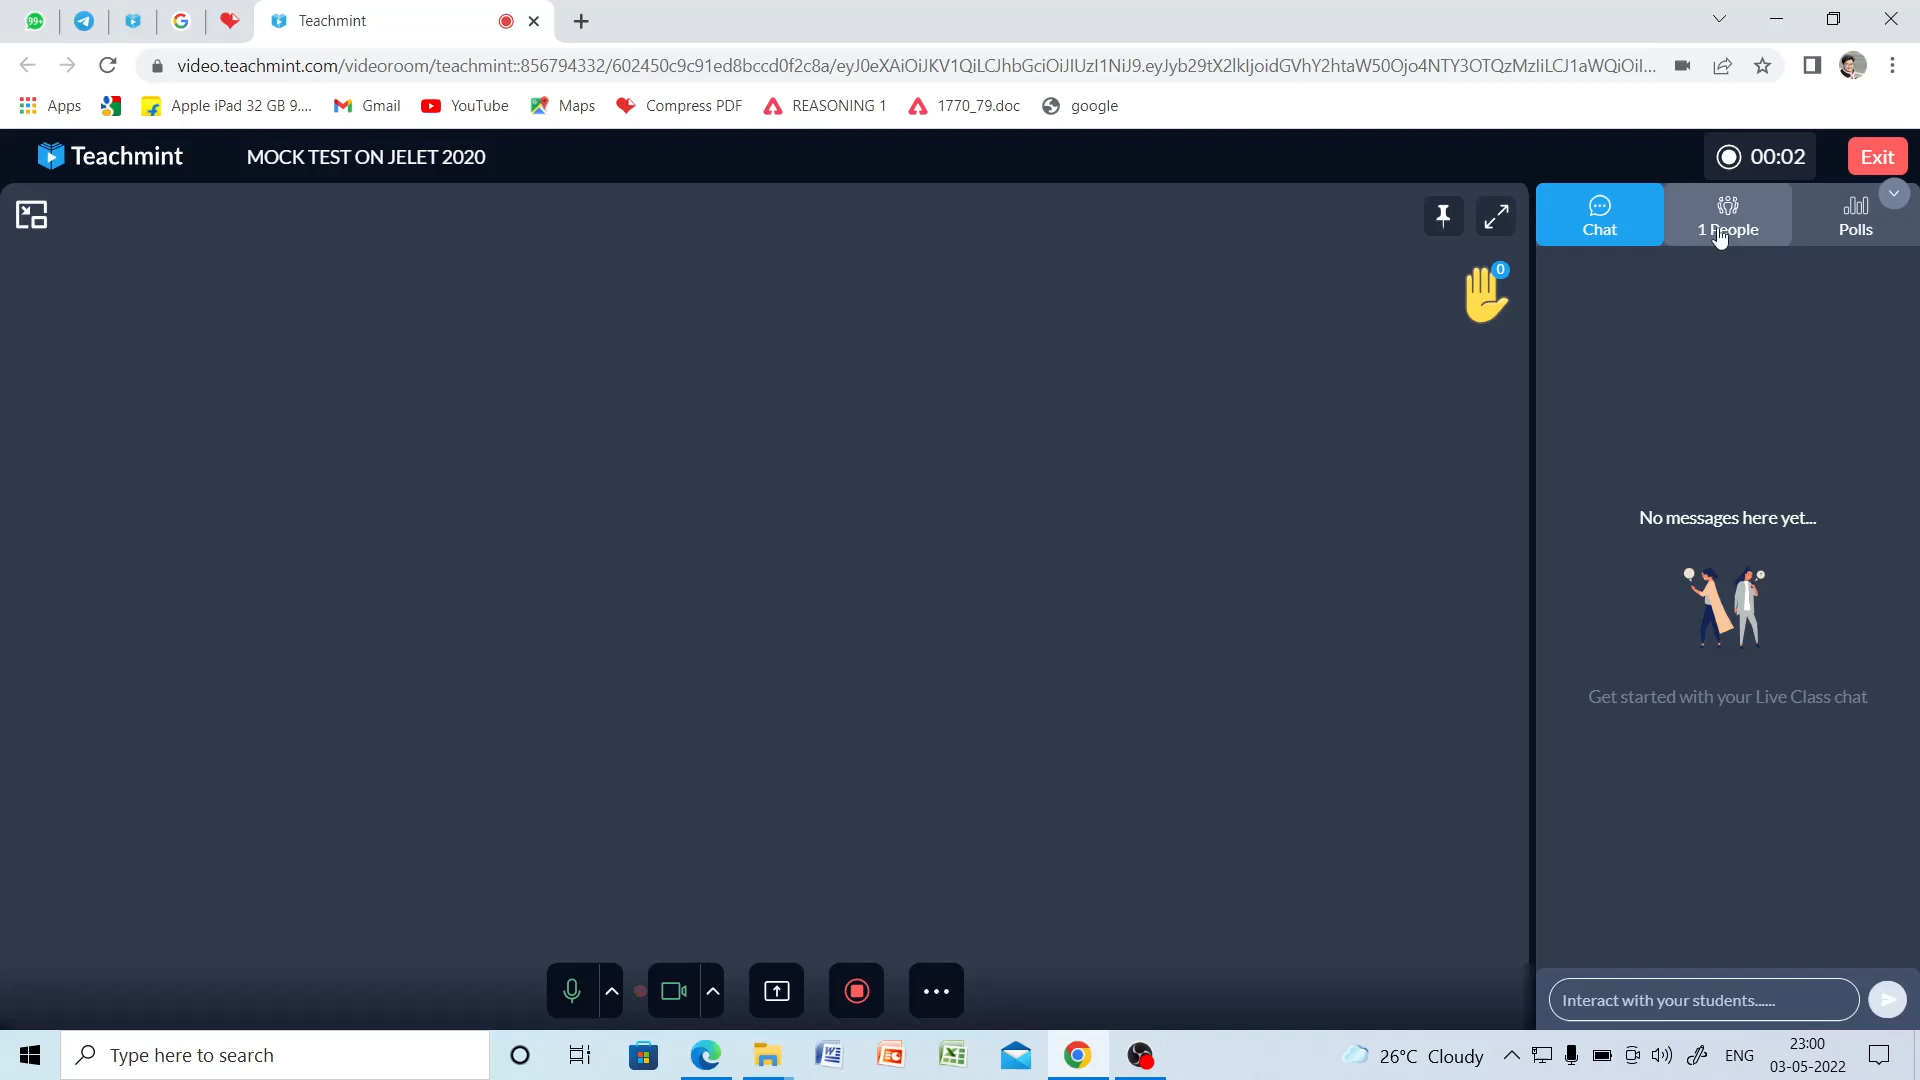 99+
Teachmint
video.teachmint.com/videoroom/teachmint::856794332/602450c9c91ed8bccd0f2c8a/eyJ0eXAiOiJKV1QiLCJhbGciOiJIUzI1NiJ9.eyJyb29tX2lkIjoidGVhY2htaW50Ojo4NTY3OTQzMzIiLCJ1aWQiOiI...
Apps
Apple iPad 32 GB 9....
Gmail
YouTube
Maps
Compress PDF
REASONING 1
1770_79.doc
google
Teachmint
MOCK TEST ON JELET 2020
00:02
Exit
Chat
1 People
Polls
0
No messages here yet...
Get started with your Live Class chat
Interact with your students......
Type here to search
26°C Cloudy
ENG
23:00
03-05-2022